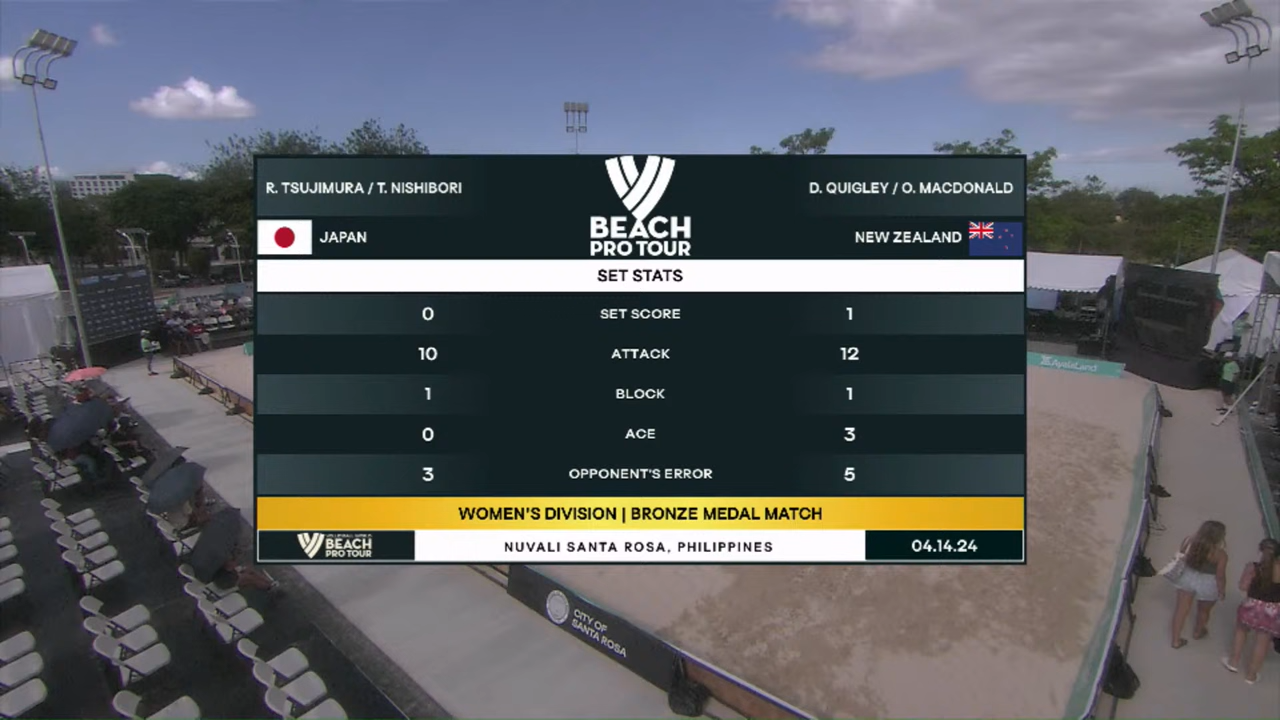 R. TSUJIMURA / T. NISHIBORI
D. QUIGLEY / O. MACDONALD
BEACH
PRO TOUR
JAPAN
NEW ZEALAND
SET STATS
0 SET SCORE 1
10 ATTACK 12
1 BLOCK 1
0 ACE 3
3 OPPONENT'S ERROR 5
WOMEN'S DIVISION | BRONZE MEDAL MATCH
BEACH
PRO TOUR
NUVALI SANTA ROSA, PHILIPPINES
04.14.24
AyalaLand
CITY OF
SANTA ROSA